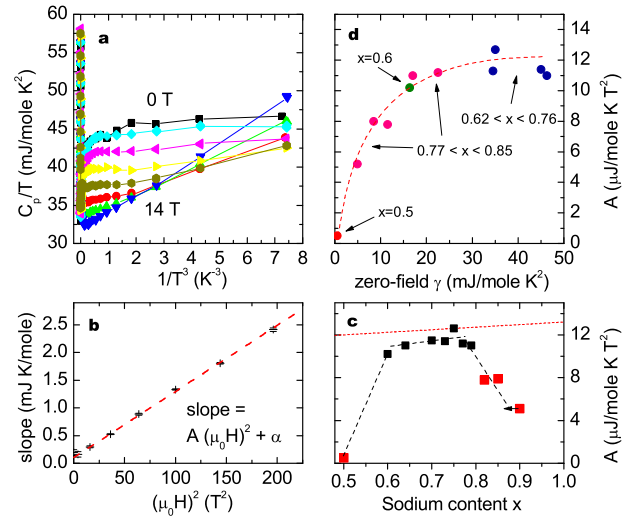 a
0 T
14 T
C_p/T (mJ/mole K²)
60
55
50
45
40
35
30
0 1 2 3 4 5 6 7 8
1/T³ (K⁻³)
d
x=0.6
0.62 < x < 0.76
0.77 < x < 0.85
x=0.5
14
12
10
8
6
4
2
0
A (μJ/mole K T²)
0 10 20 30 40 50
zero-field γ (mJ/mole K²)
b
slope =
A (μ₀H)² + α
slope (mJ K/mole)
2.5
2.0
1.5
1.0
0.5
0.0
0 50 100 150 200
(μ₀H)² (T²)
c
12
8
4
0
A (μJ/mole K T²)
0.5 0.6 0.7 0.8 0.9 1.0
Sodium content x